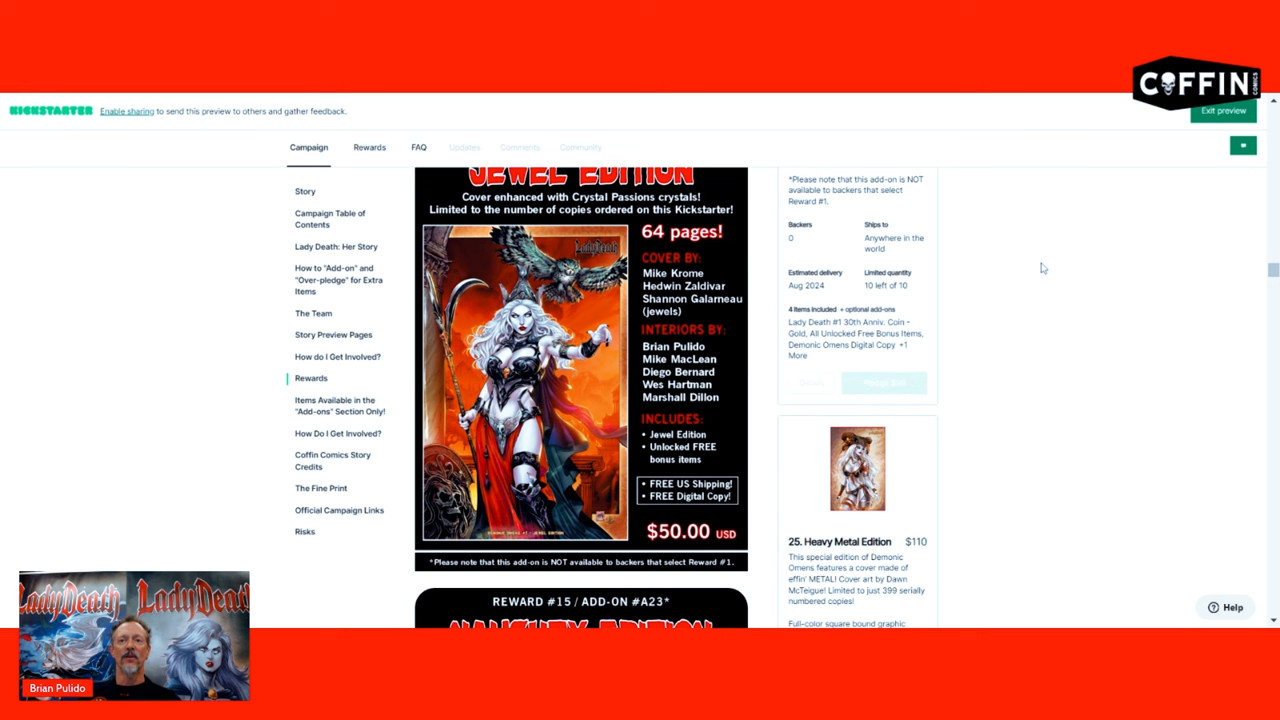 COFFIN COMICS
KICKSTARTER
Enable sharing to send this preview to others and gather feedback.
Exit preview
Campaign
Rewards
FAQ
Updates
Comments
Community
Story
Campaign Table of
Contents
Lady Death: Her Story
How to "Add-on" and
"Over-pledge" for Extra
Items
The Team
Story Preview Pages
How do I Get Involved?
Rewards
Items Available in the
"Add-ons" Section Only!
How Do I Get Involved?
Coffin Comics Story
Credits
The Fine Print
Official Campaign Links
Risks
JEWEL EDITION
Cover enhanced with Crystal Passions crystals!
Limited to the number of copies ordered on this Kickstarter!
LadyDeath
64 pages!
COVER BY:
Mike Krome
Hedwin Zaldivar
Shannon Galarneau
(jewels)
INTERIORS BY:
Brian Pulido
Mike MacLean
Diego Bernard
Wes Hartman
Marshall Dillon
INCLUDES:
• Jewel Edition
• Unlocked FREE
bonus items
• FREE US Shipping!
• FREE Digital Copy!
$50.00 USD
*Please note that this add-on is NOT available to backers that select Reward #1.
REWARD #15 / ADD-ON #A23*
NAUGHTY EDITION
*Please note that this add-on is NOT
available to backers that select
Reward #1.
Backers
0
Ships to
Anywhere in the
world
Estimated delivery
Aug 2024
Limited quantity
10 left of 10
4 items included + optional add-ons
Lady Death #1 30th Anniv. Coin -
Gold, All Unlocked Free Bonus Items,
Demonic Omens Digital Copy +1
More
25. Heavy Metal Edition $110
This special edition of Demonic
Omens features a cover made of
effin' METAL! Cover art by Dawn
McTeigue! Limited to just 399 serially
numbered copies!
Full-color square bound graphic
Help
LadyDeath
LadyDeath
Brian Pulido